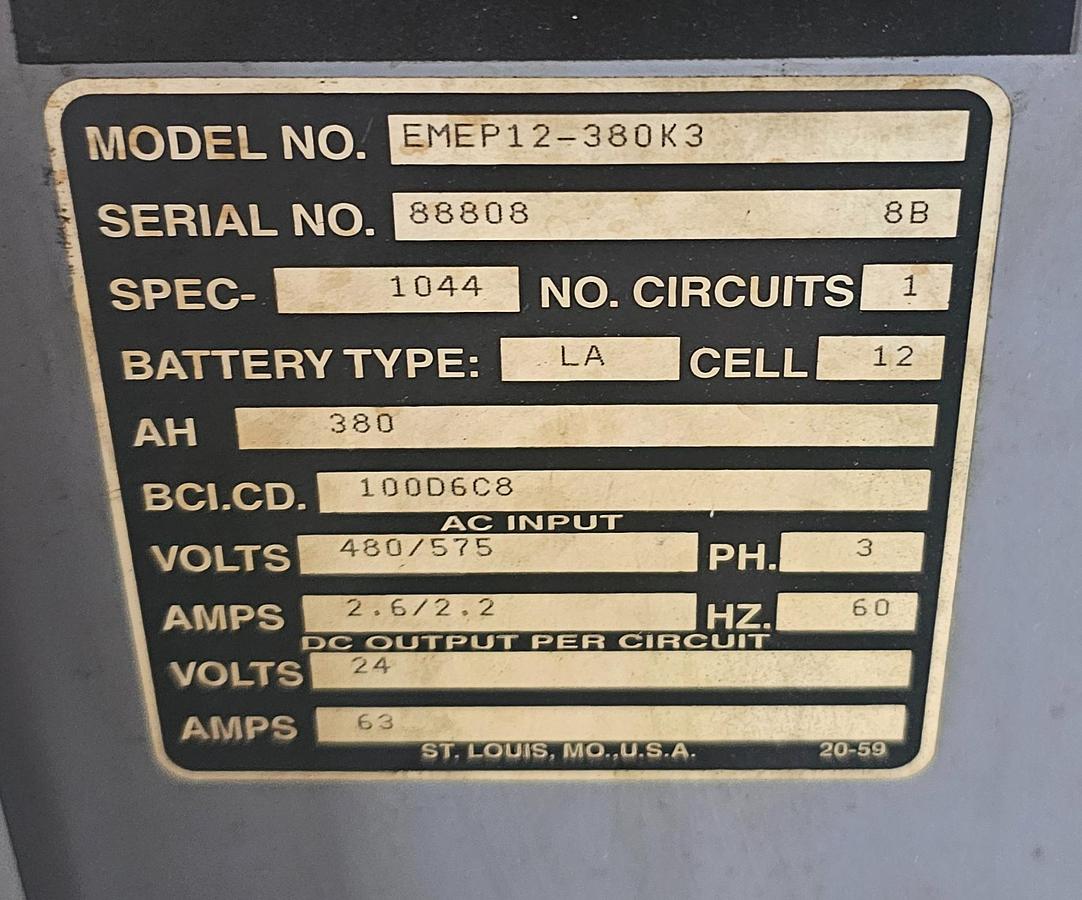 MODEL NO. EMEP12-380K3
SERIAL NO. 88808 8B
SPEC- 1044 NO. CIRCUITS 1
BATTERY TYPE: LA CELL 12
AH 380
BCI.CD. 100D6C8
AC INPUT
VOLTS 480/575 PH. 3
AMPS 2.6/2.2 HZ. 60
DC OUTPUT PER CIRCUIT
VOLTS 24
AMPS 63
ST. LOUIS, MO.,U.S.A. 20-59